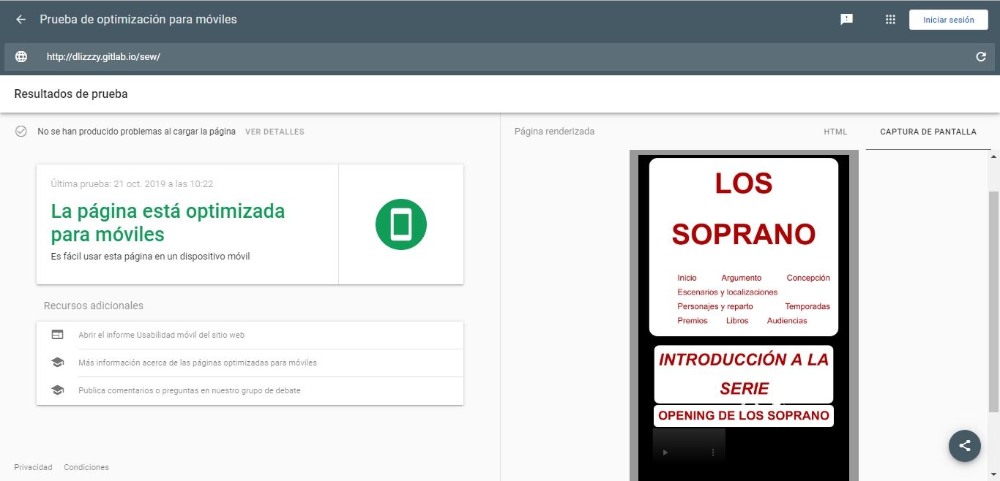 Prueba de optimización para móviles
Iniciar sesión
http://dlizzzy.gitlab.io/sew/
Resultados de prueba
No se han producido problemas al cargar la página VER DETALLES
Última prueba: 21 oct. 2019 a las 10:22
La página está optimizada
para móviles
Es fácil usar esta página en un dispositivo móvil
Recursos adicionales
Abrir el informe Usabilidad móvil del sitio web
Más información acerca de las páginas optimizadas para móviles
Publica comentarios o preguntas en nuestro grupo de debate
Privacidad Condiciones
Página renderizada HTML CAPTURA DE PANTALLA
LOS
SOPRANO
Inicio Argumento Concepción
Escenarios y localizaciones
Personajes y reparto Temporadas
Premios Libros Audiencias
INTRODUCCIÓN A LA
SERIE
OPENING DE LOS SOPRANO